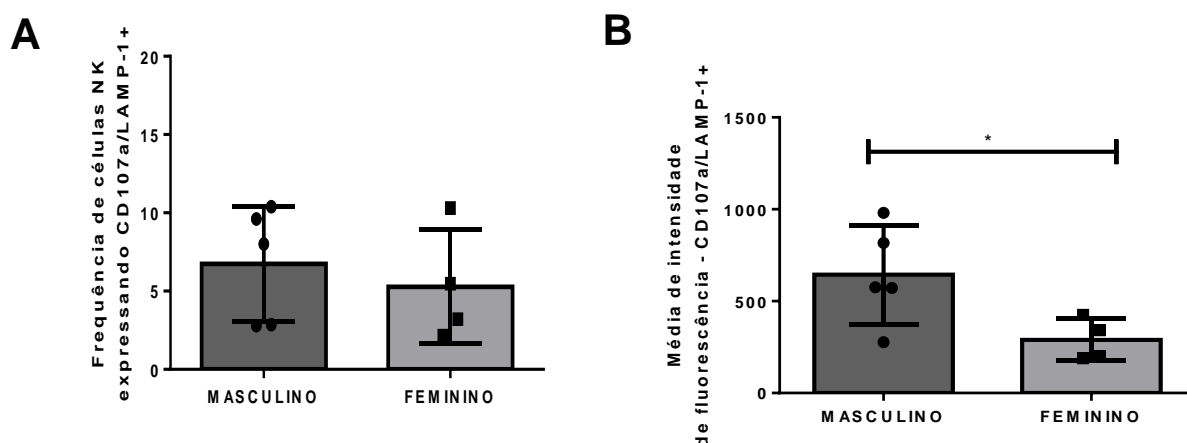 A
Frequência de células NK
expressando CD107a/LAMP-1+
20
15
10
5
0
MASCULINO
FEMININO
B
Média de intensidade
de fluorescência - CD107a/LAMP-1+
1500
1000
500
0
*
MASCULINO
FEMININO